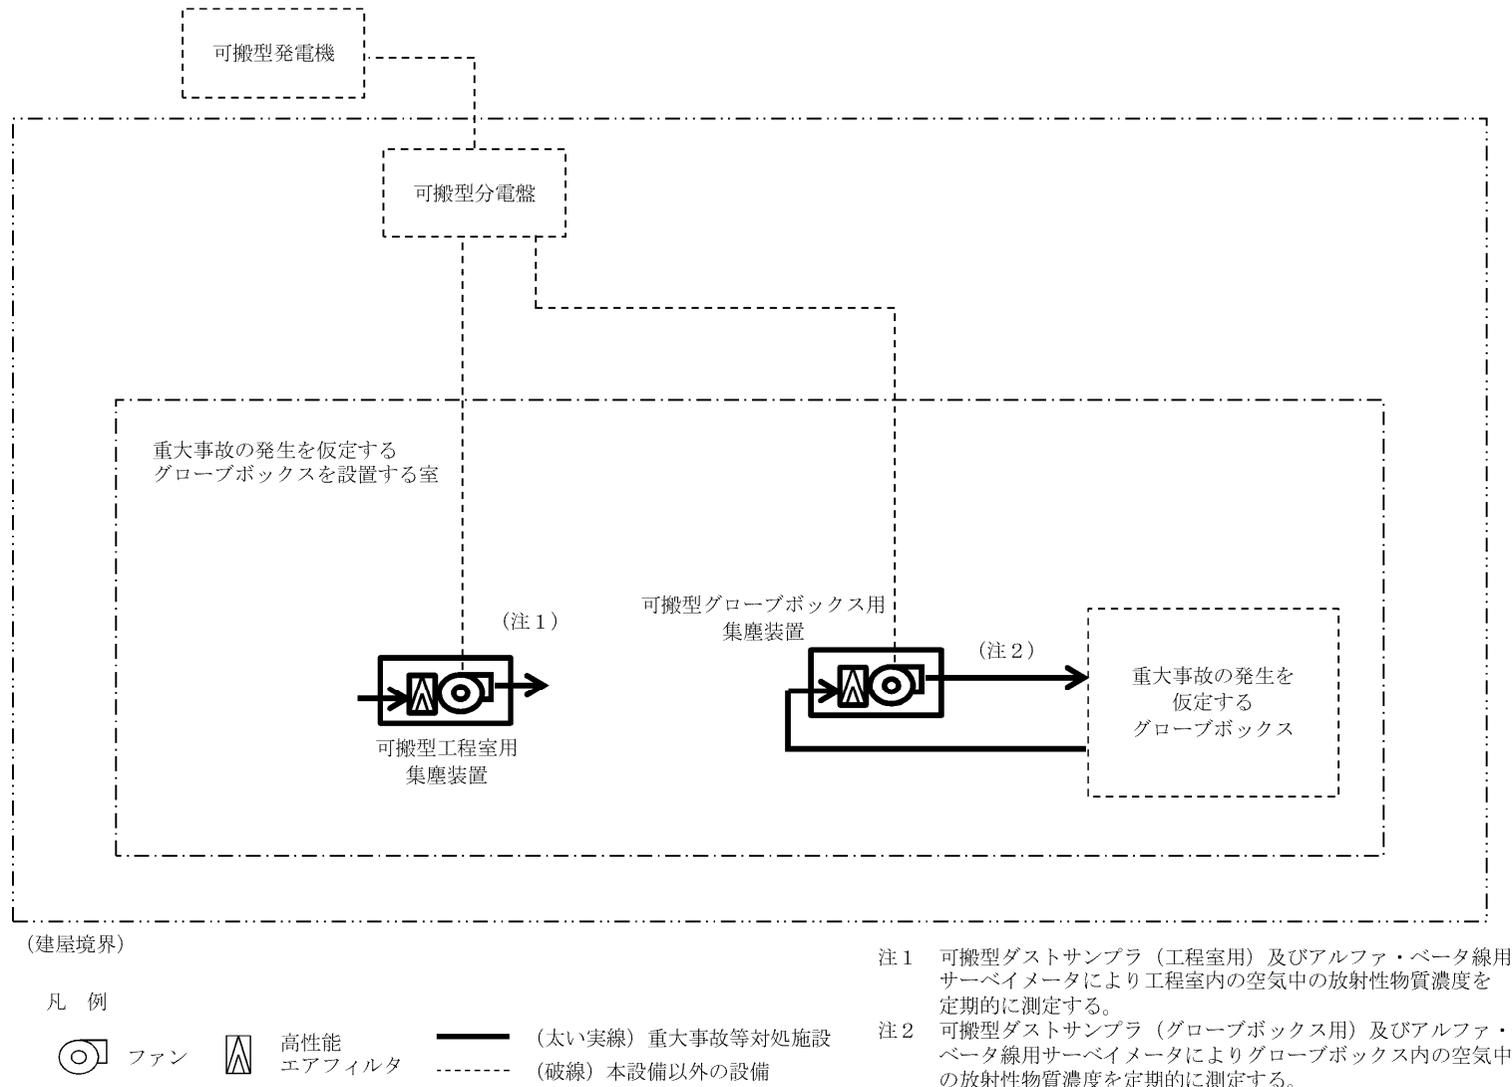 可搬型発電機
可搬型分電盤
重大事故の発生を仮定する
グローブボックスを設置する室
(注１)
可搬型グローブボックス用
集塵装置
(注２)
重大事故の発生を
仮定する
グローブボックス
可搬型工程室用
集塵装置
(建屋境界)
注１　可搬型ダストサンプラ（工程室用）及びアルファ・ベータ線用
サーベイメータにより工程室内の空気中の放射性物質濃度を
定期的に測定する。
注２　可搬型ダストサンプラ（グローブボックス用）及びアルファ・
ベータ線用サーベイメータによりグローブボックス内の空気中
の放射性物質濃度を定期的に測定する。
凡　例
ファン
高性能
エアフィルタ
（太い実線）重大事故等対処施設
（破線）本設備以外の設備